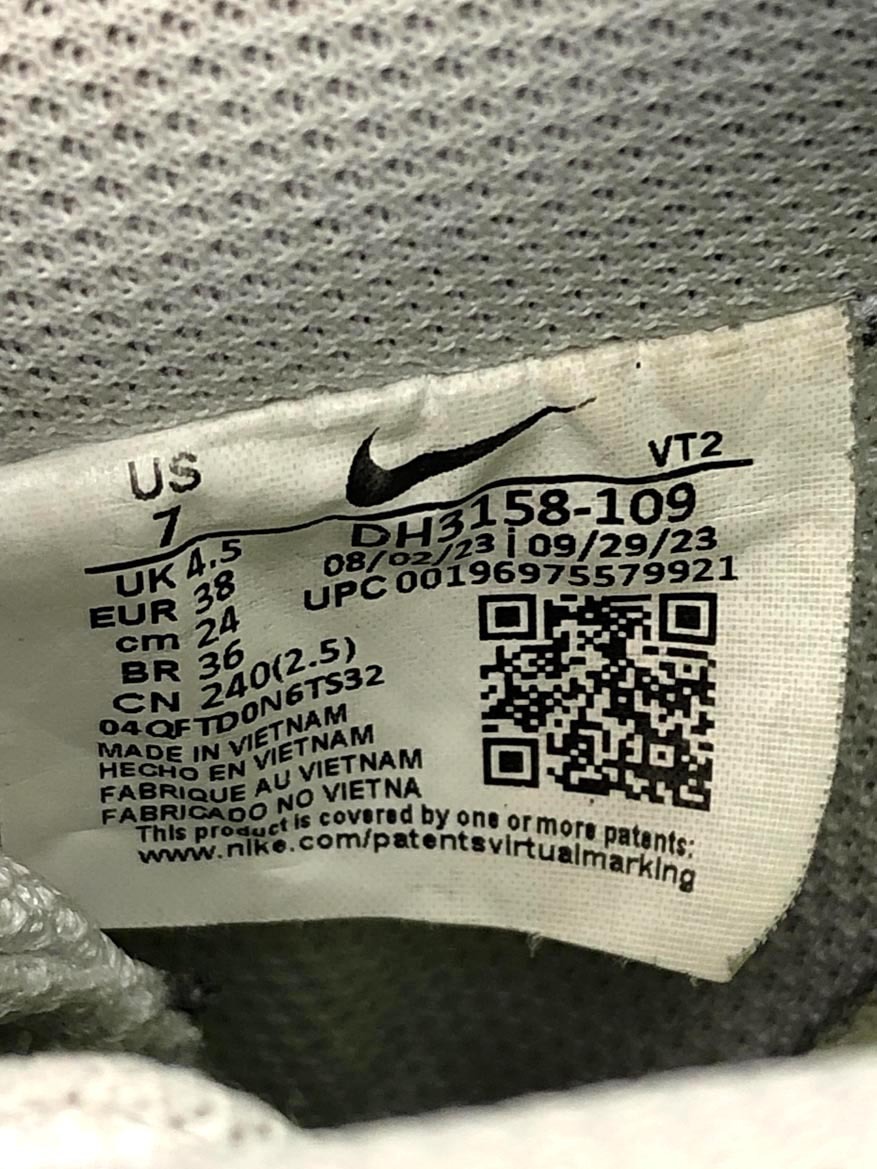 US
7
VT2
DH3158-109
08/02/23 | 09/29/23
UPC 00196975579921
UK 4.5
EUR 38
cm 24
BR 36
CN 240(2.5)
04QFTD0N6TS32
MADE IN VIETNAM
HECHO EN VIETNAM
FABRIQUE AU VIETNAM
FABRICADO NO VIETNA
This product is covered by one or more patents:
www.nike.com/patentsvirtualmarking